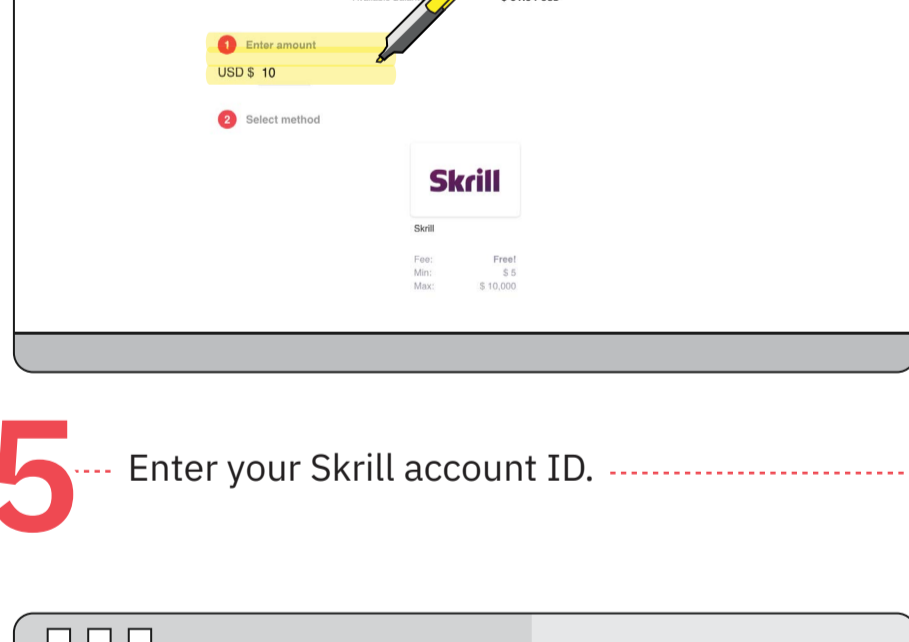 1 Enter amount
USD $ 10
2 Select method
Skrill
Skrill
Fee: Free!
Min: $ 5
Max: $ 10,000
5 Enter your Skrill account ID.